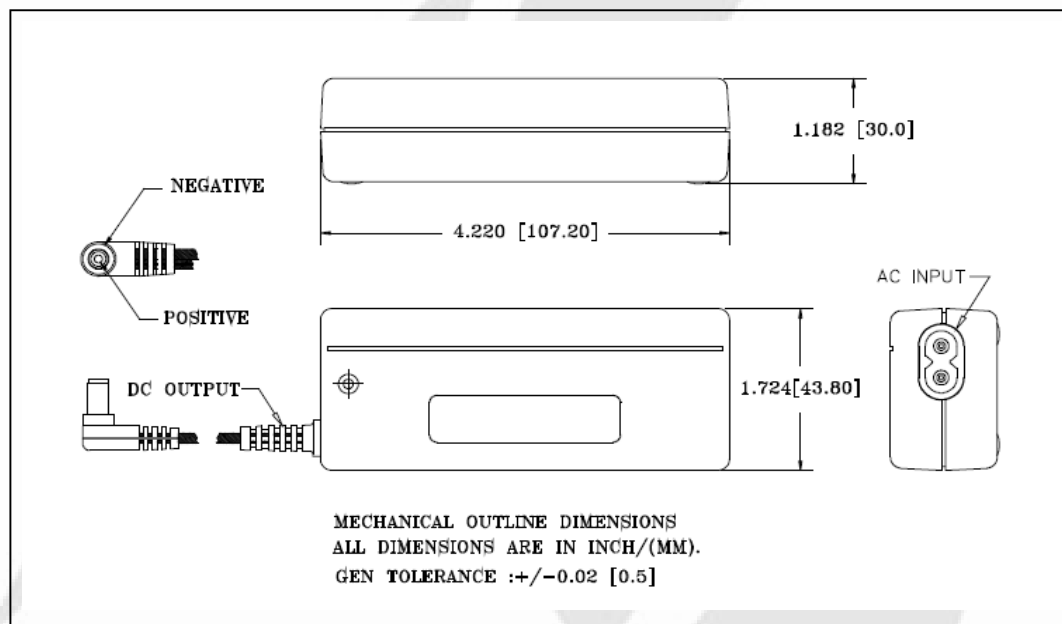 1.182 [30.0]
NEGATIVE
4.220 [107.20]
POSITIVE
AC INPUT
DC OUTPUT
1.724[43.80]
MECHANICAL OUTLINE DIMENSIONS
ALL DIMENSIONS ARE IN INCH/(MM).
GEN TOLERANCE :+/-0.02 [0.5]